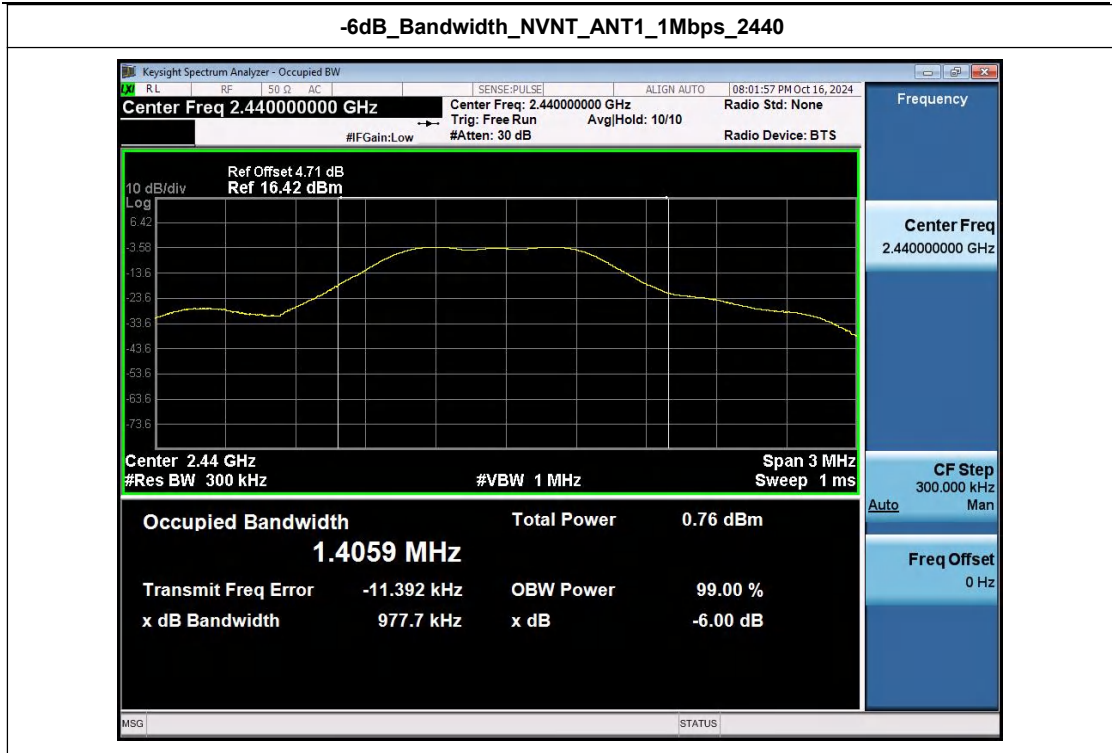 -6dB_Bandwidth_NVNT_ANT1_1Mbps_2440
Keysight Spectrum Analyzer - Occupied BW
LXI RL RF 50 Ω AC SENSE:PULSE ALIGN AUTO 08:01:57 PM Oct 16, 2024
Center Freq 2.440000000 GHz
Center Freq: 2.440000000 GHz Radio Std: None
Trig: Free Run Avg|Hold: 10/10
#IFGain:Low #Atten: 30 dB Radio Device: BTS
Frequency
Ref Offset 4.71 dB
10 dB/div Ref 16.42 dBm
Log
6.42
-3.58
-13.6
-23.6
-33.6
-43.6
-53.6
-63.6
-73.6
Center 2.44 GHz Span 3 MHz
#Res BW 300 kHz #VBW 1 MHz Sweep 1 ms
Center Freq
2.440000000 GHz
CF Step
300.000 kHz
Auto Man
Freq Offset
0 Hz
Occupied Bandwidth Total Power 0.76 dBm
1.4059 MHz
Transmit Freq Error -11.392 kHz OBW Power 99.00 %
x dB Bandwidth 977.7 kHz x dB -6.00 dB
MSG STATUS